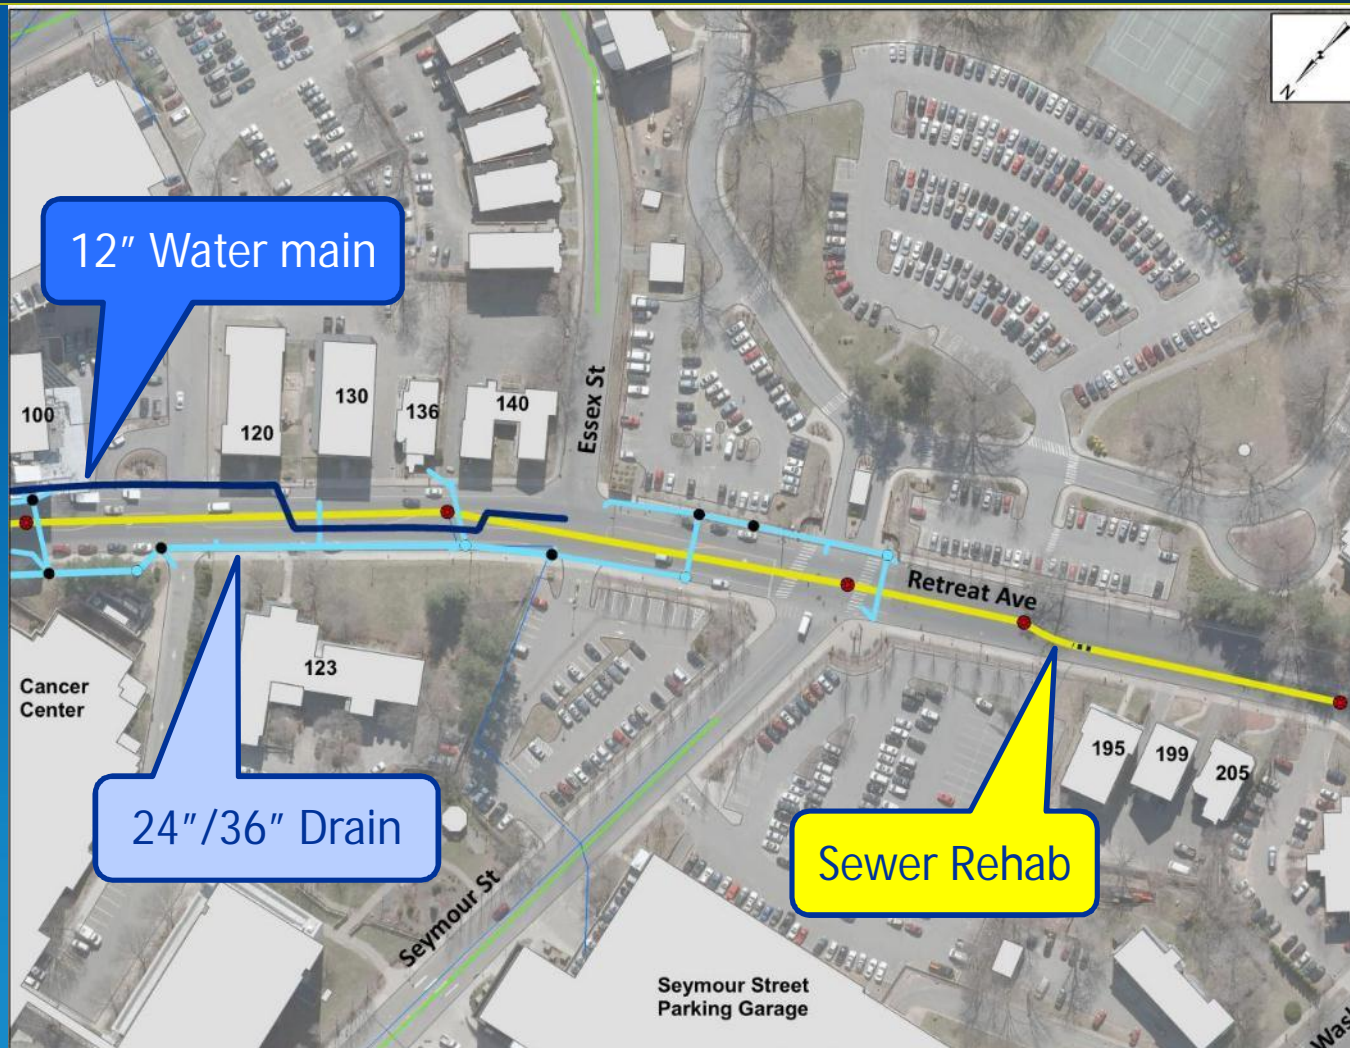 N
12" Water main
100
120
130
136
140
Essex St
Retreat Ave
Cancer
Center
123
24"/36" Drain
Sewer Rehab
195
199
205
Seymour St
Seymour Street
Parking Garage
Wash